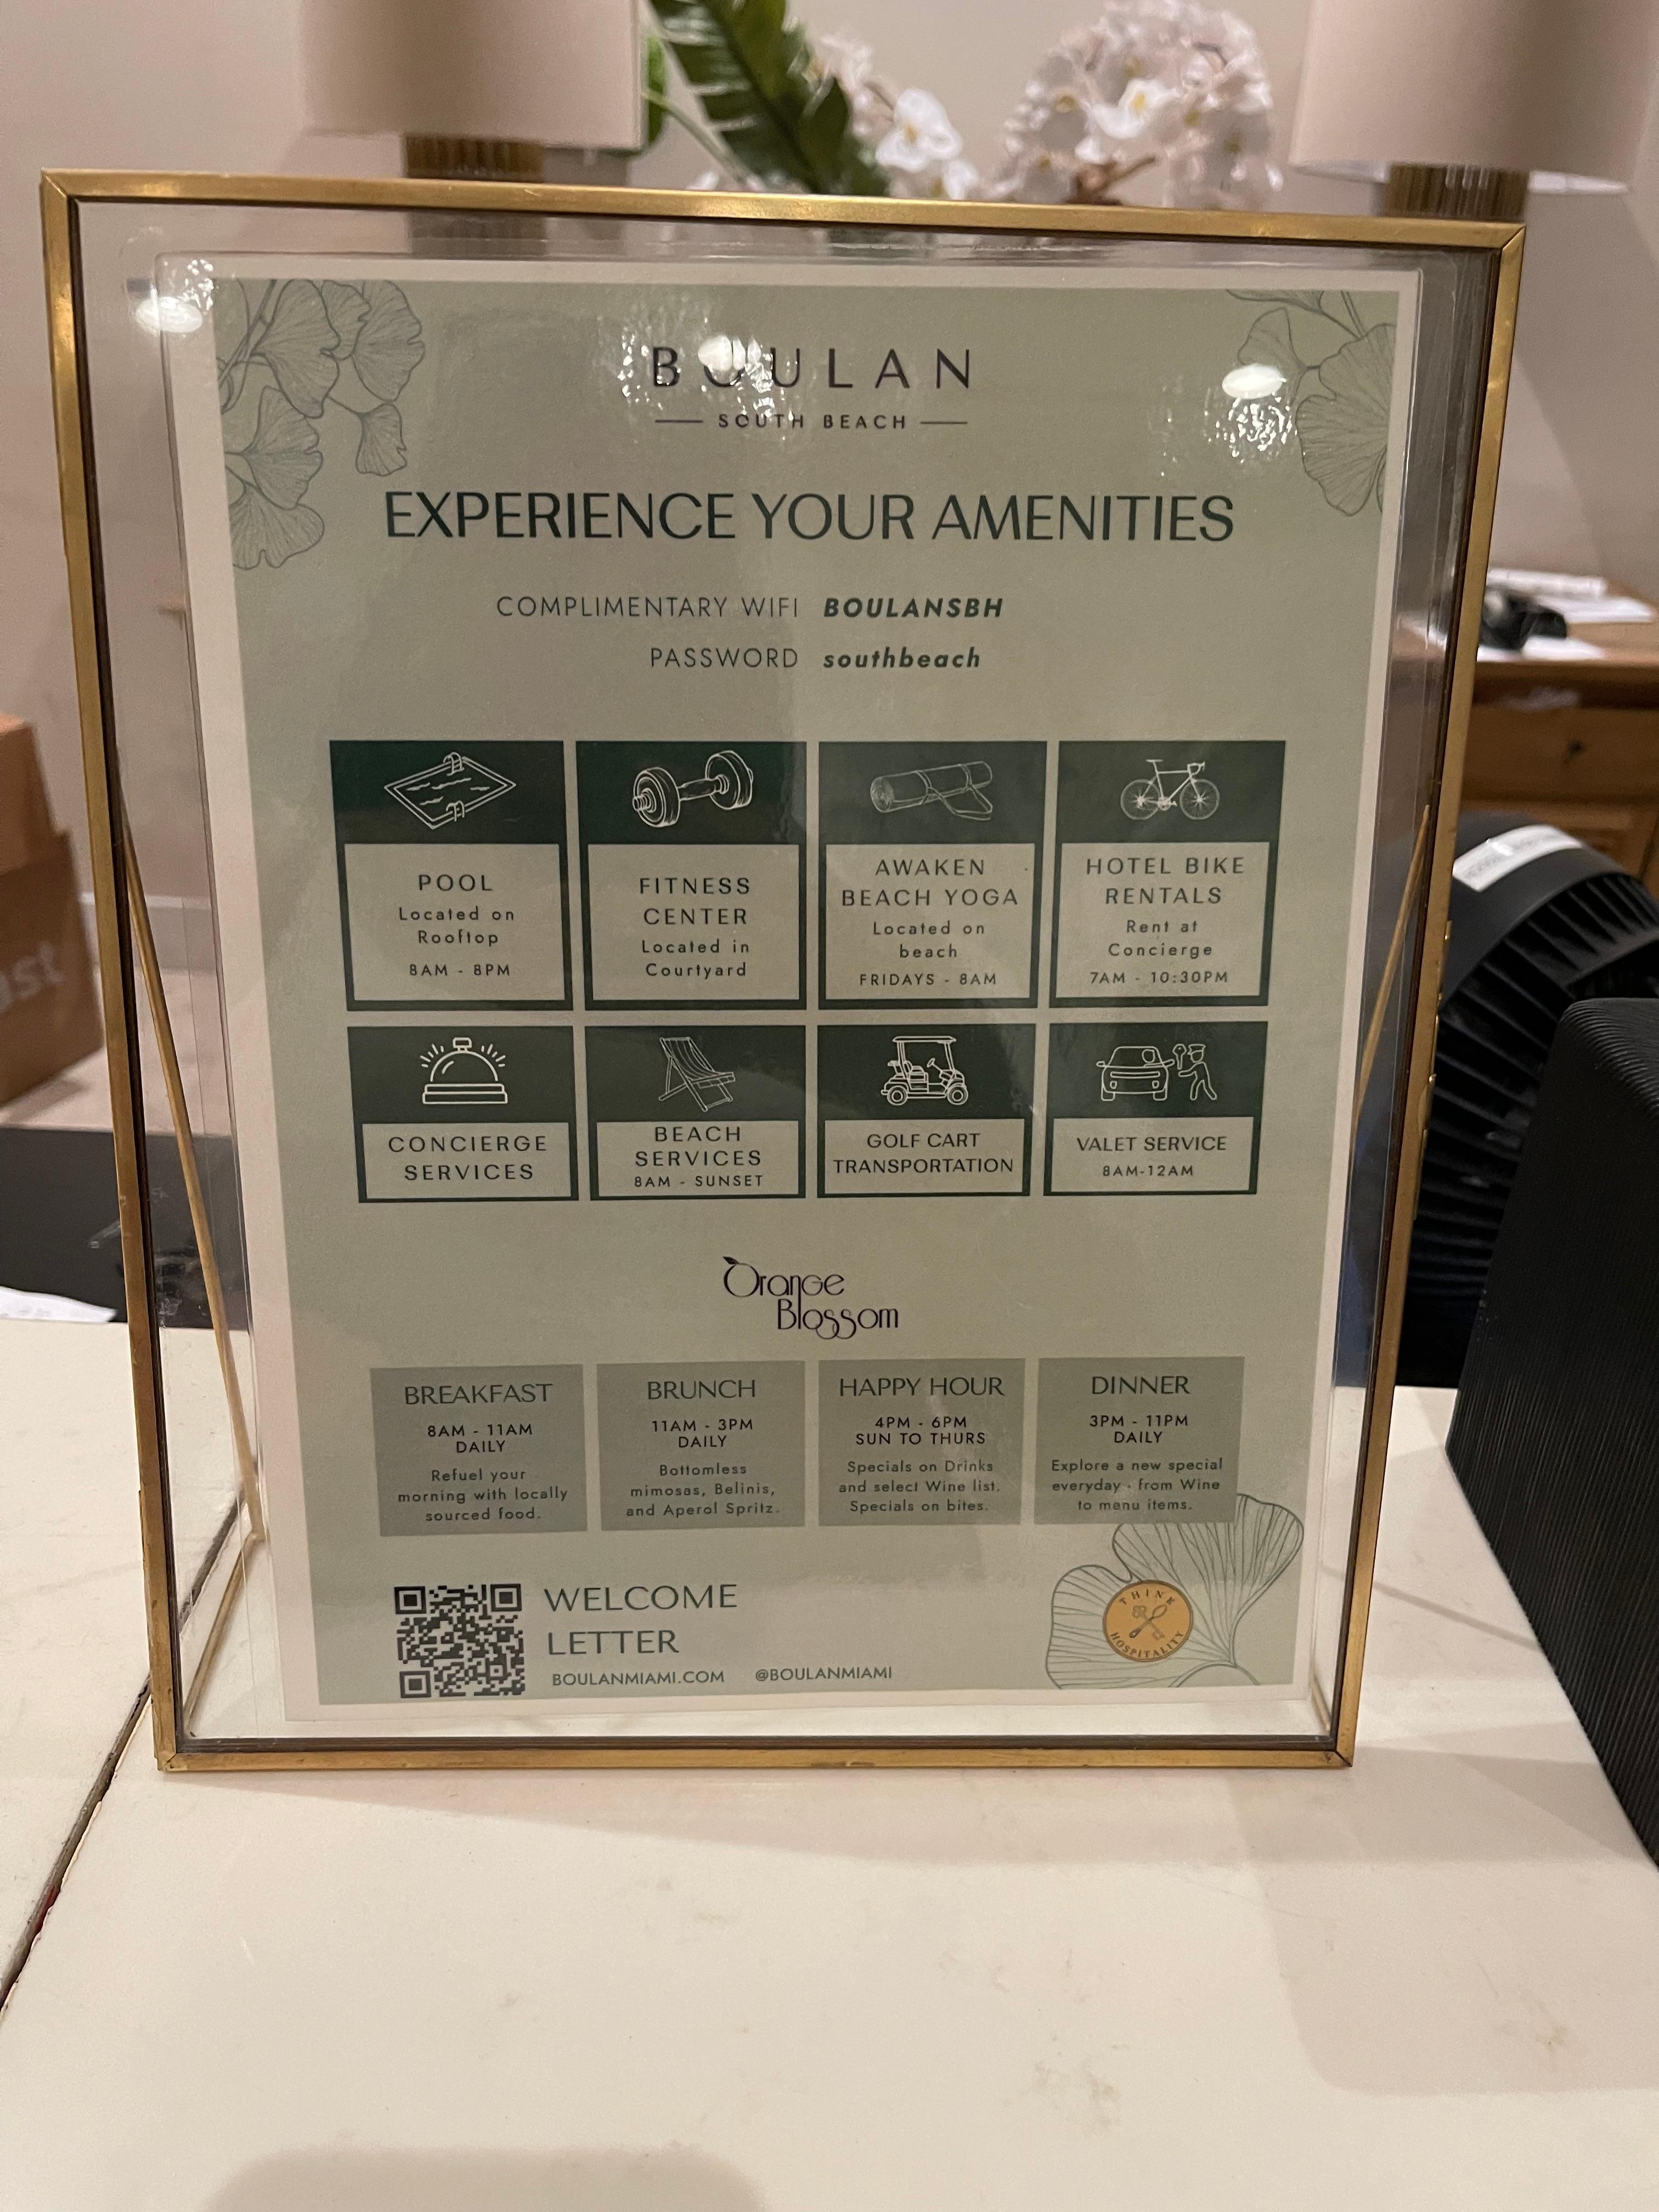 BOULAN
SOUTH BEACH
EXPERIENCE YOUR AMENITIES
COMPLIMENTARY WIFI BOULANSBH
PASSWORD southbeach
POOL
Located on
Rooftop
8AM - 8PM
FITNESS
CENTER
Located in
Courtyard
AWAKEN
BEACH YOGA
Located on
beach
FRIDAYS - 8AM
HOTEL BIKE
RENTALS
Rent at
Concierge
7AM - 10:30PM
CONCIERGE
SERVICES
BEACH
SERVICES
8AM - SUNSET
GOLF CART
TRANSPORTATION
VALET SERVICE
8AM-12AM
Orange
Blossom
BREAKFAST
8AM - 11AM
DAILY
Refuel your
morning with locally
sourced food.
BRUNCH
11AM - 3PM
DAILY
Bottomless
mimosas, Belinis,
and Aperol Spritz.
HAPPY HOUR
4PM - 6PM
SUN TO THURS
Specials on Drinks
and select Wine list.
Specials on bites.
DINNER
3PM - 11PM
DAILY
Explore a new special
everyday - from Wine
to menu items.
WELCOME
LETTER
BOULANMIAMI.COM @BOULANMIAMI
THINK
HOSPITALITY